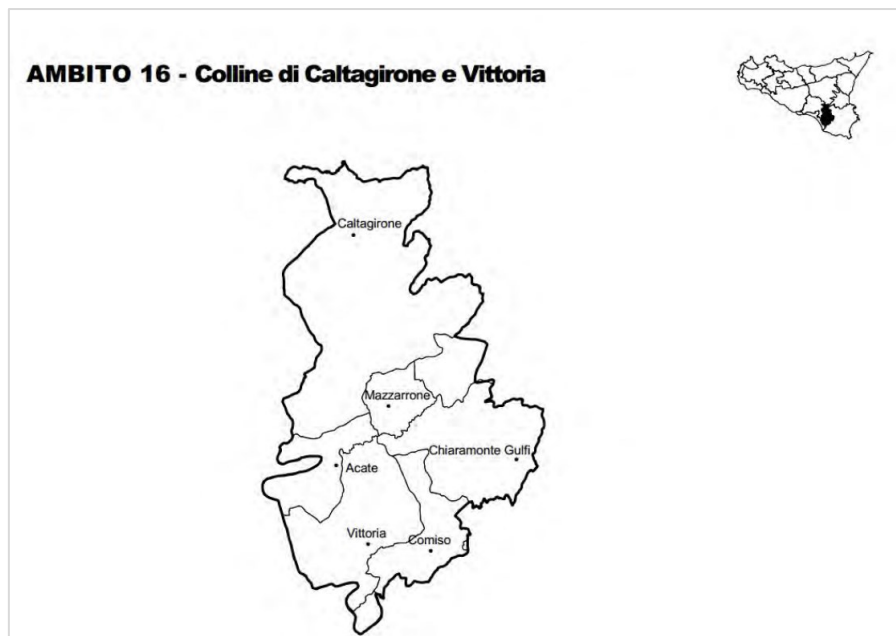 AMBITO 16 - Colline di Caltagirone e Vittoria
Caltagirone
Mazzarrone
Chiaramonte Gulfi
Acate
Vittoria
Comiso